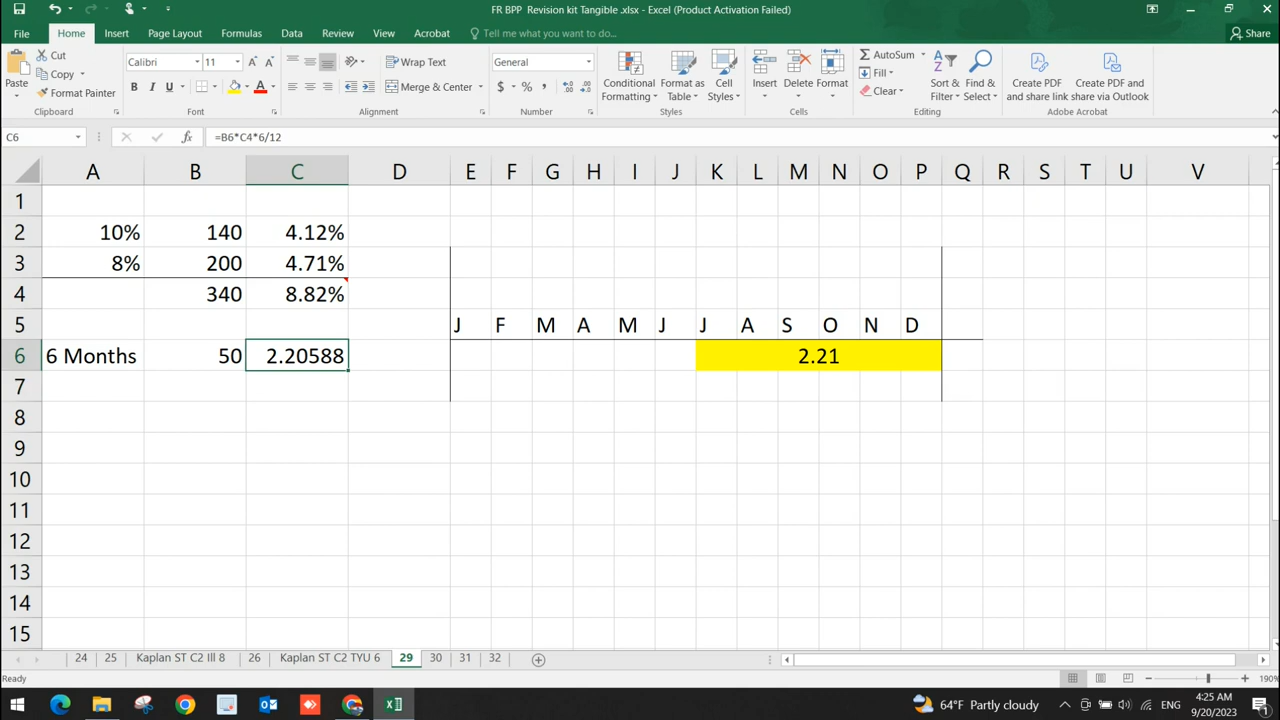 FR BPP Revision kit Tangible .xlsx - Excel (Product Activation Failed)
File Home Insert Page Layout Formulas Data Review View Acrobat Tell me what you want to do... Share
Paste Cut Copy Format Painter Clipboard
Calibri 11 A A B I U A Font
Wrap Text Merge & Center Alignment
General $ % , Number
Conditional Formatting Format as Table Cell Styles Styles
Insert Delete Format Cells
AutoSum Fill Clear Sort & Filter Find & Select Editing
Create PDF and share link Create PDF and share via Outlook Adobe Acrobat
C6 fx =B6*C4*6/12
A B C D E F G H I J K L M N O P Q R S T U V
1
2 10% 140 4.12%
3 8% 200 4.71%
4 340 8.82%
5 J F M A M J J A S O N D
6 6 Months 50 2.20588 2.21
7
8
9
10
11
12
13
14
15
24 25 Kaplan ST C2 Ill 8 26 Kaplan ST C2 TYU 6 29 30 31 32
Ready 190%
64°F Partly cloudy ENG 4:25 AM
9/20/2023